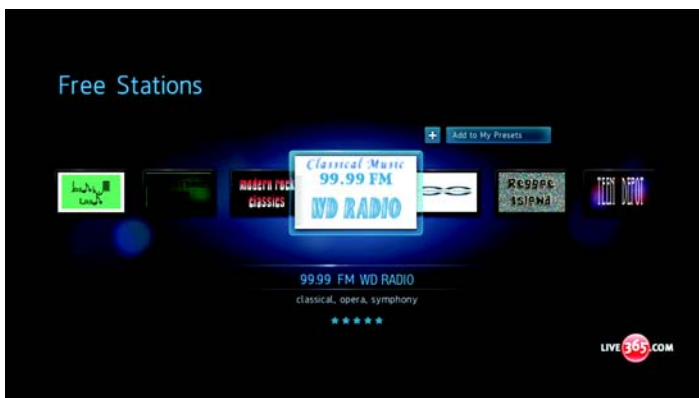 Free Stations
+ Add to My Presets
modern rock
classics
Classical Music
99.99 FM
WD RADIO
Reggae
Island
TEEN DEPOT
99.99 FM WD RADIO
classical, opera, symphony
LIVE365.COM